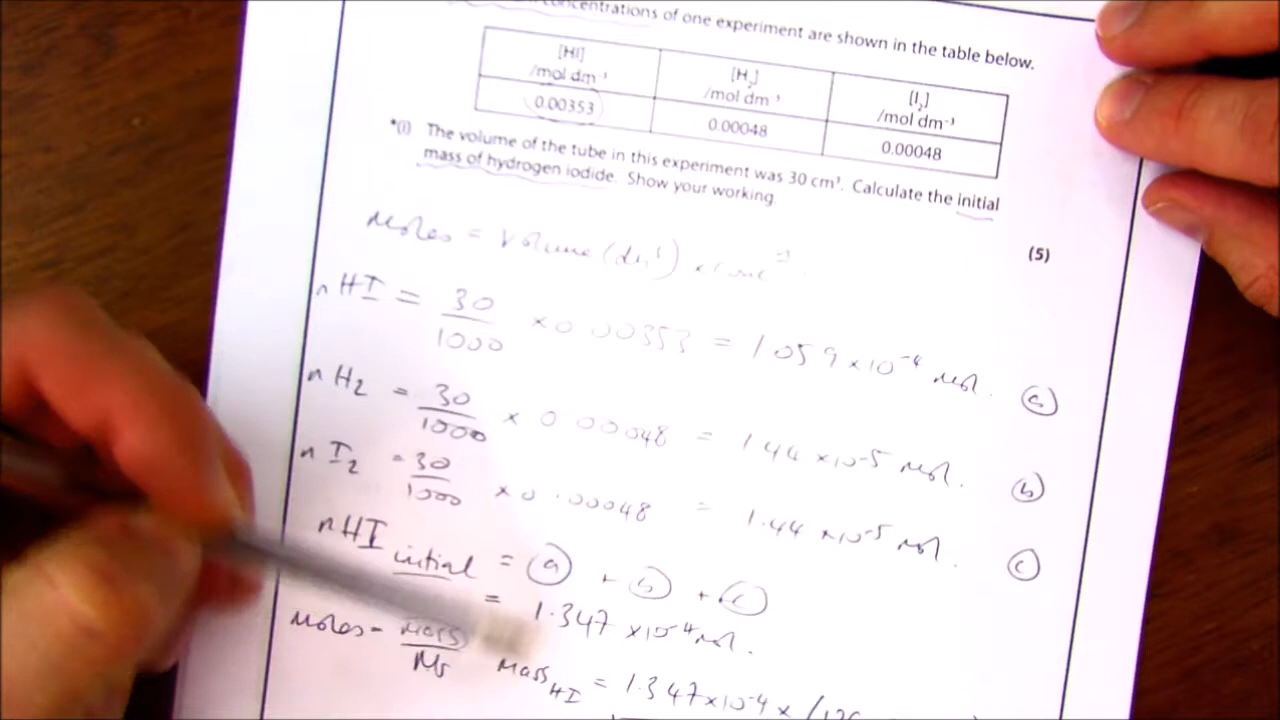 concentrations of one experiment are shown in the table below.
[HI] /mol dm⁻³ [H₂] /mol dm⁻³ [I₂] /mol dm⁻³
0.00353 0.00048 0.00048
*(i) The volume of the tube in this experiment was 30 cm³. Calculate the initial
mass of hydrogen iodide. Show your working.
(5)
Moles = Volume (dm³) × conc
nHI = 30/1000 × 0.00353 = 1.059 × 10⁻⁴ mol. (a)
nH₂ = 30/1000 × 0.00048 = 1.44 × 10⁻⁵ mol. (b)
nI₂ = 30/1000 × 0.00048 = 1.44 × 10⁻⁵ mol. (c)
nHI initial = (a) + (b) + (c)
= 1.347 × 10⁻⁴ mol.
Moles = Mass/Mr Mass HI = 1.347 × 10⁻⁴ ×